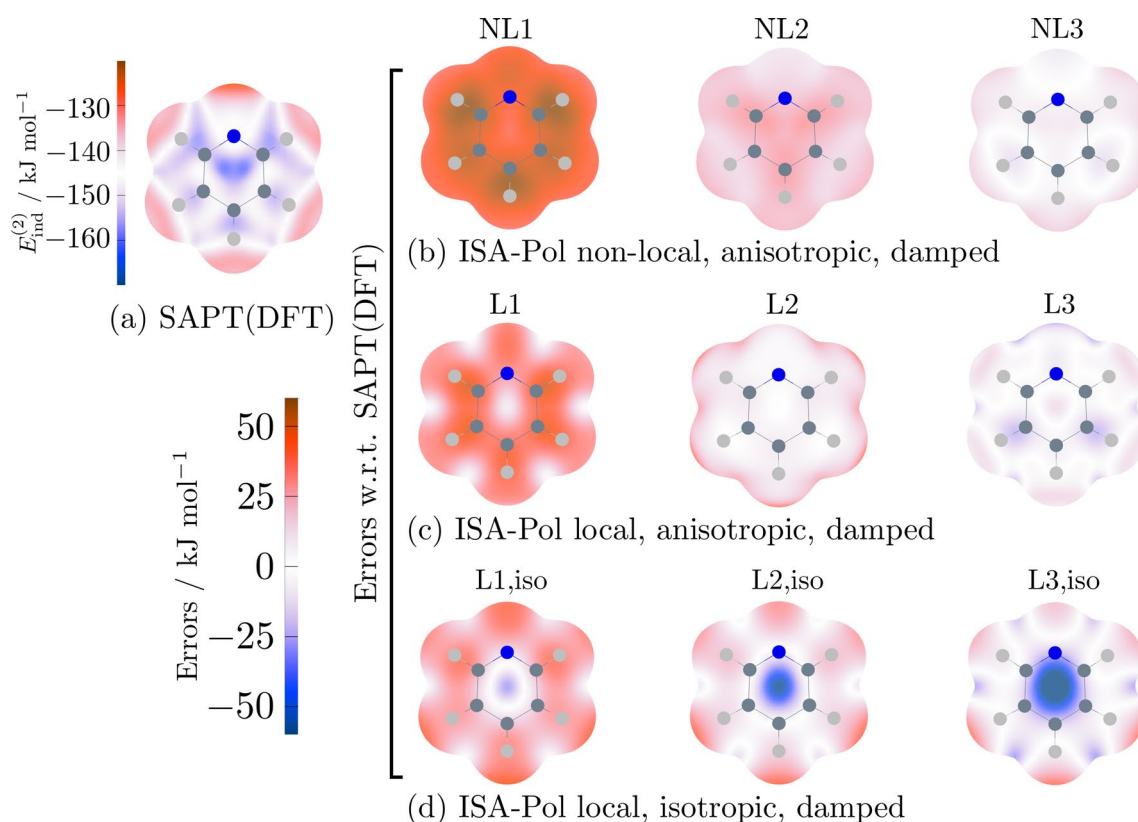 NL1 NL2 NL3
−130
−140
−150
−160
E_ind^(2) / kJ mol⁻¹
(a) SAPT(DFT)
(b) ISA-Pol non-local, anisotropic, damped
Errors w.r.t. SAPT(DFT)
L1 L2 L3
50
25
0
−25
−50
Errors / kJ mol⁻¹
(c) ISA-Pol local, anisotropic, damped
L1,iso L2,iso L3,iso
(d) ISA-Pol local, isotropic, damped